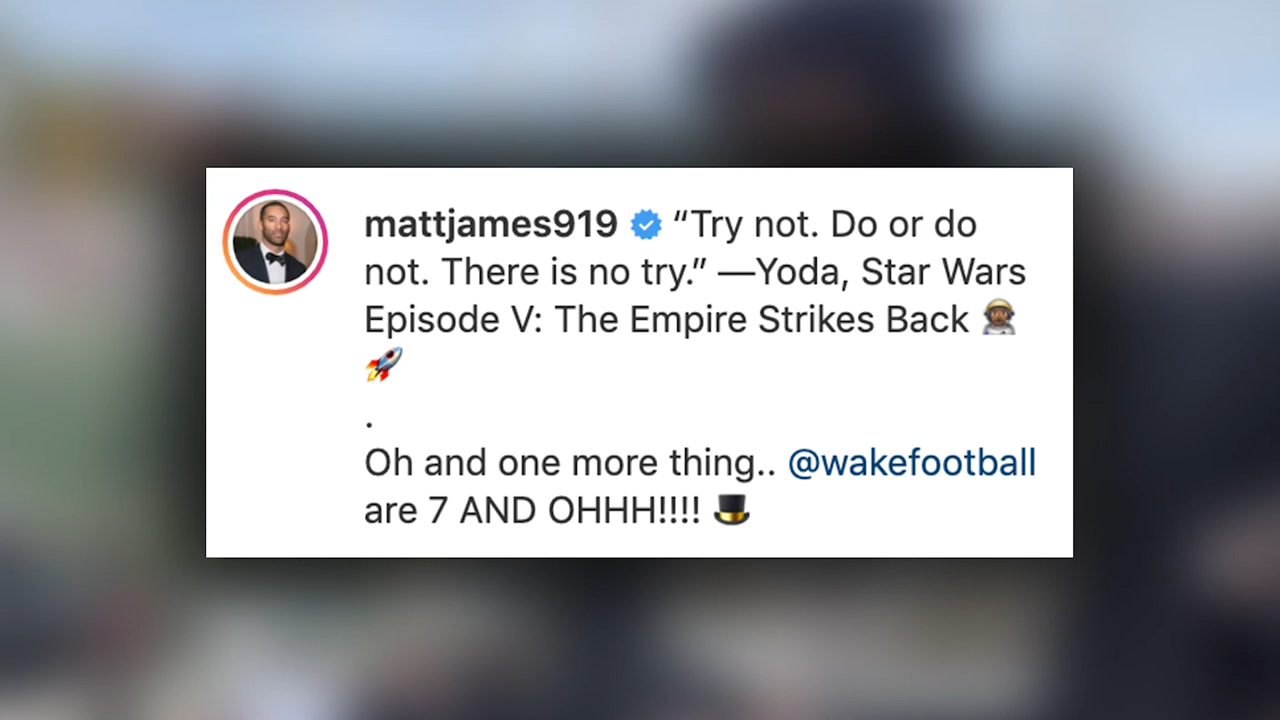 mattjames919 “Try not. Do or do
not. There is no try.” —Yoda, Star Wars
Episode V: The Empire Strikes Back 👩🏾‍🚀
🚀
.
Oh and one more thing.. @wakefootball
are 7 AND OHHH!!!! 🎩